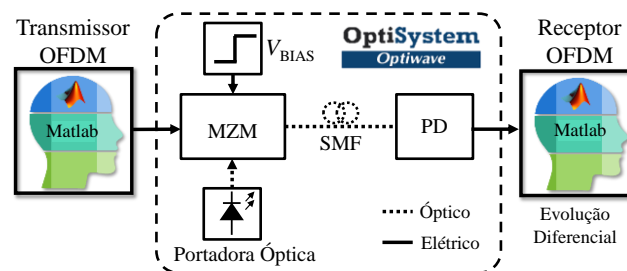 Transmissor
OFDM
Matlab
V_BIAS
OptiSystem
Optiwave
MZM
SMF
PD
Portadora Óptica
Óptico
Elétrico
Receptor
OFDM
Matlab
Evolução
Diferencial